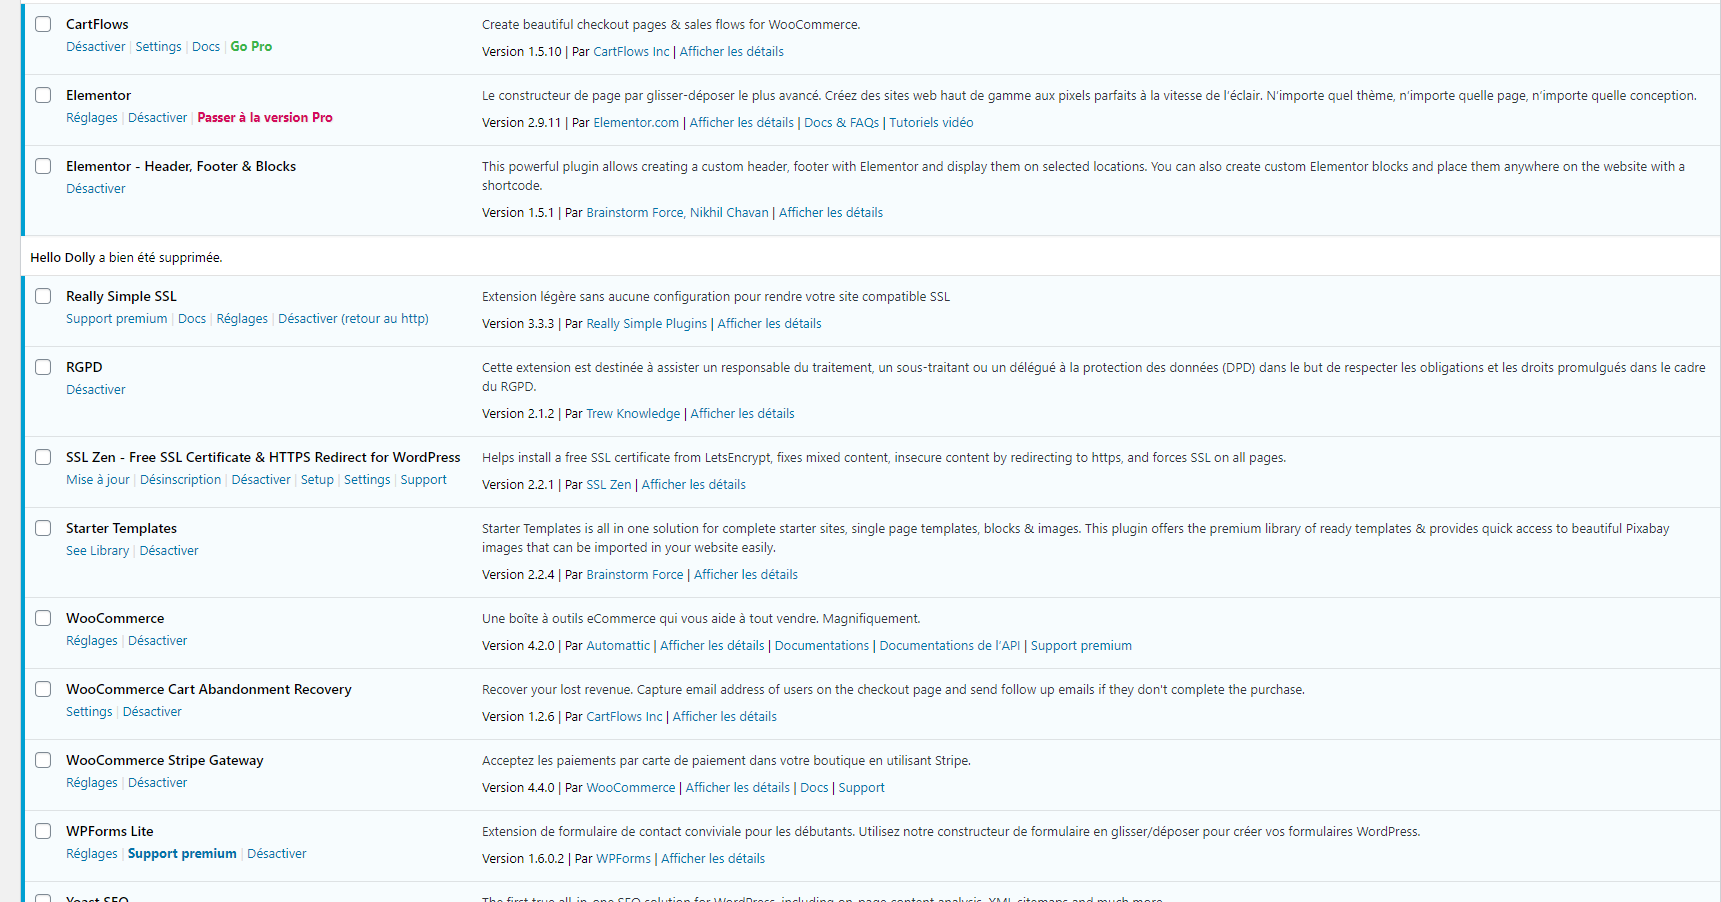 CartFlows
Create beautiful checkout pages & sales flows for WooCommerce.
Désactiver | Settings | Docs | Go Pro
Version 1.5.10 | Par CartFlows Inc | Afficher les détails
Elementor
Le constructeur de page par glisser-déposer le plus avancé. Créez des sites web haut de gamme aux pixels parfaits à la vitesse de l’éclair. N’importe quel thème, n’importe quelle page, n’importe quelle conception.
Réglages | Désactiver | Passer à la version Pro
Version 2.9.11 | Par Elementor.com | Afficher les détails | Docs & FAQs | Tutoriels vidéo
Elementor - Header, Footer & Blocks
This powerful plugin allows creating a custom header, footer with Elementor and display them on selected locations. You can also create custom Elementor blocks and place them anywhere on the website with a
shortcode.
Désactiver
Version 1.5.1 | Par Brainstorm Force, Nikhil Chavan | Afficher les détails
Hello Dolly a bien été supprimée.
Really Simple SSL
Extension légère sans aucune configuration pour rendre votre site compatible SSL
Support premium | Docs | Réglages | Désactiver (retour au http)
Version 3.3.3 | Par Really Simple Plugins | Afficher les détails
RGPD
Cette extension est destinée à assister un responsable du traitement, un sous-traitant ou un délégué à la protection des données (DPD) dans le but de respecter les obligations et les droits promulgués dans le cadre
du RGPD.
Désactiver
Version 2.1.2 | Par Trew Knowledge | Afficher les détails
SSL Zen - Free SSL Certificate & HTTPS Redirect for WordPress
Helps install a free SSL certificate from LetsEncrypt, fixes mixed content, insecure content by redirecting to https, and forces SSL on all pages.
Mise à jour | Désinscription | Désactiver | Setup | Settings | Support
Version 2.2.1 | Par SSL Zen | Afficher les détails
Starter Templates
Starter Templates is all in one solution for complete starter sites, single page templates, blocks & images. This plugin offers the premium library of ready templates & provides quick access to beautiful Pixabay
images that can be imported in your website easily.
See Library | Désactiver
Version 2.2.4 | Par Brainstorm Force | Afficher les détails
WooCommerce
Une boîte à outils eCommerce qui vous aide à tout vendre. Magnifiquement.
Réglages | Désactiver
Version 4.2.0 | Par Automattic | Afficher les détails | Documentations | Documentations de l’API | Support premium
WooCommerce Cart Abandonment Recovery
Recover your lost revenue. Capture email address of users on the checkout page and send follow up emails if they don't complete the purchase.
Settings | Désactiver
Version 1.2.6 | Par CartFlows Inc | Afficher les détails
WooCommerce Stripe Gateway
Acceptez les paiements par carte de paiement dans votre boutique en utilisant Stripe.
Réglages | Désactiver
Version 4.4.0 | Par WooCommerce | Afficher les détails | Docs | Support
WPForms Lite
Extension de formulaire de contact conviviale pour les débutants. Utilisez notre constructeur de formulaire en glisser/déposer pour créer vos formulaires WordPress.
Réglages | Support premium | Désactiver
Version 1.6.0.2 | Par WPForms | Afficher les détails
Yoast SEO
The first true all-in-one SEO solution for WordPress, including on-page content analysis, XML sitemaps and much more.